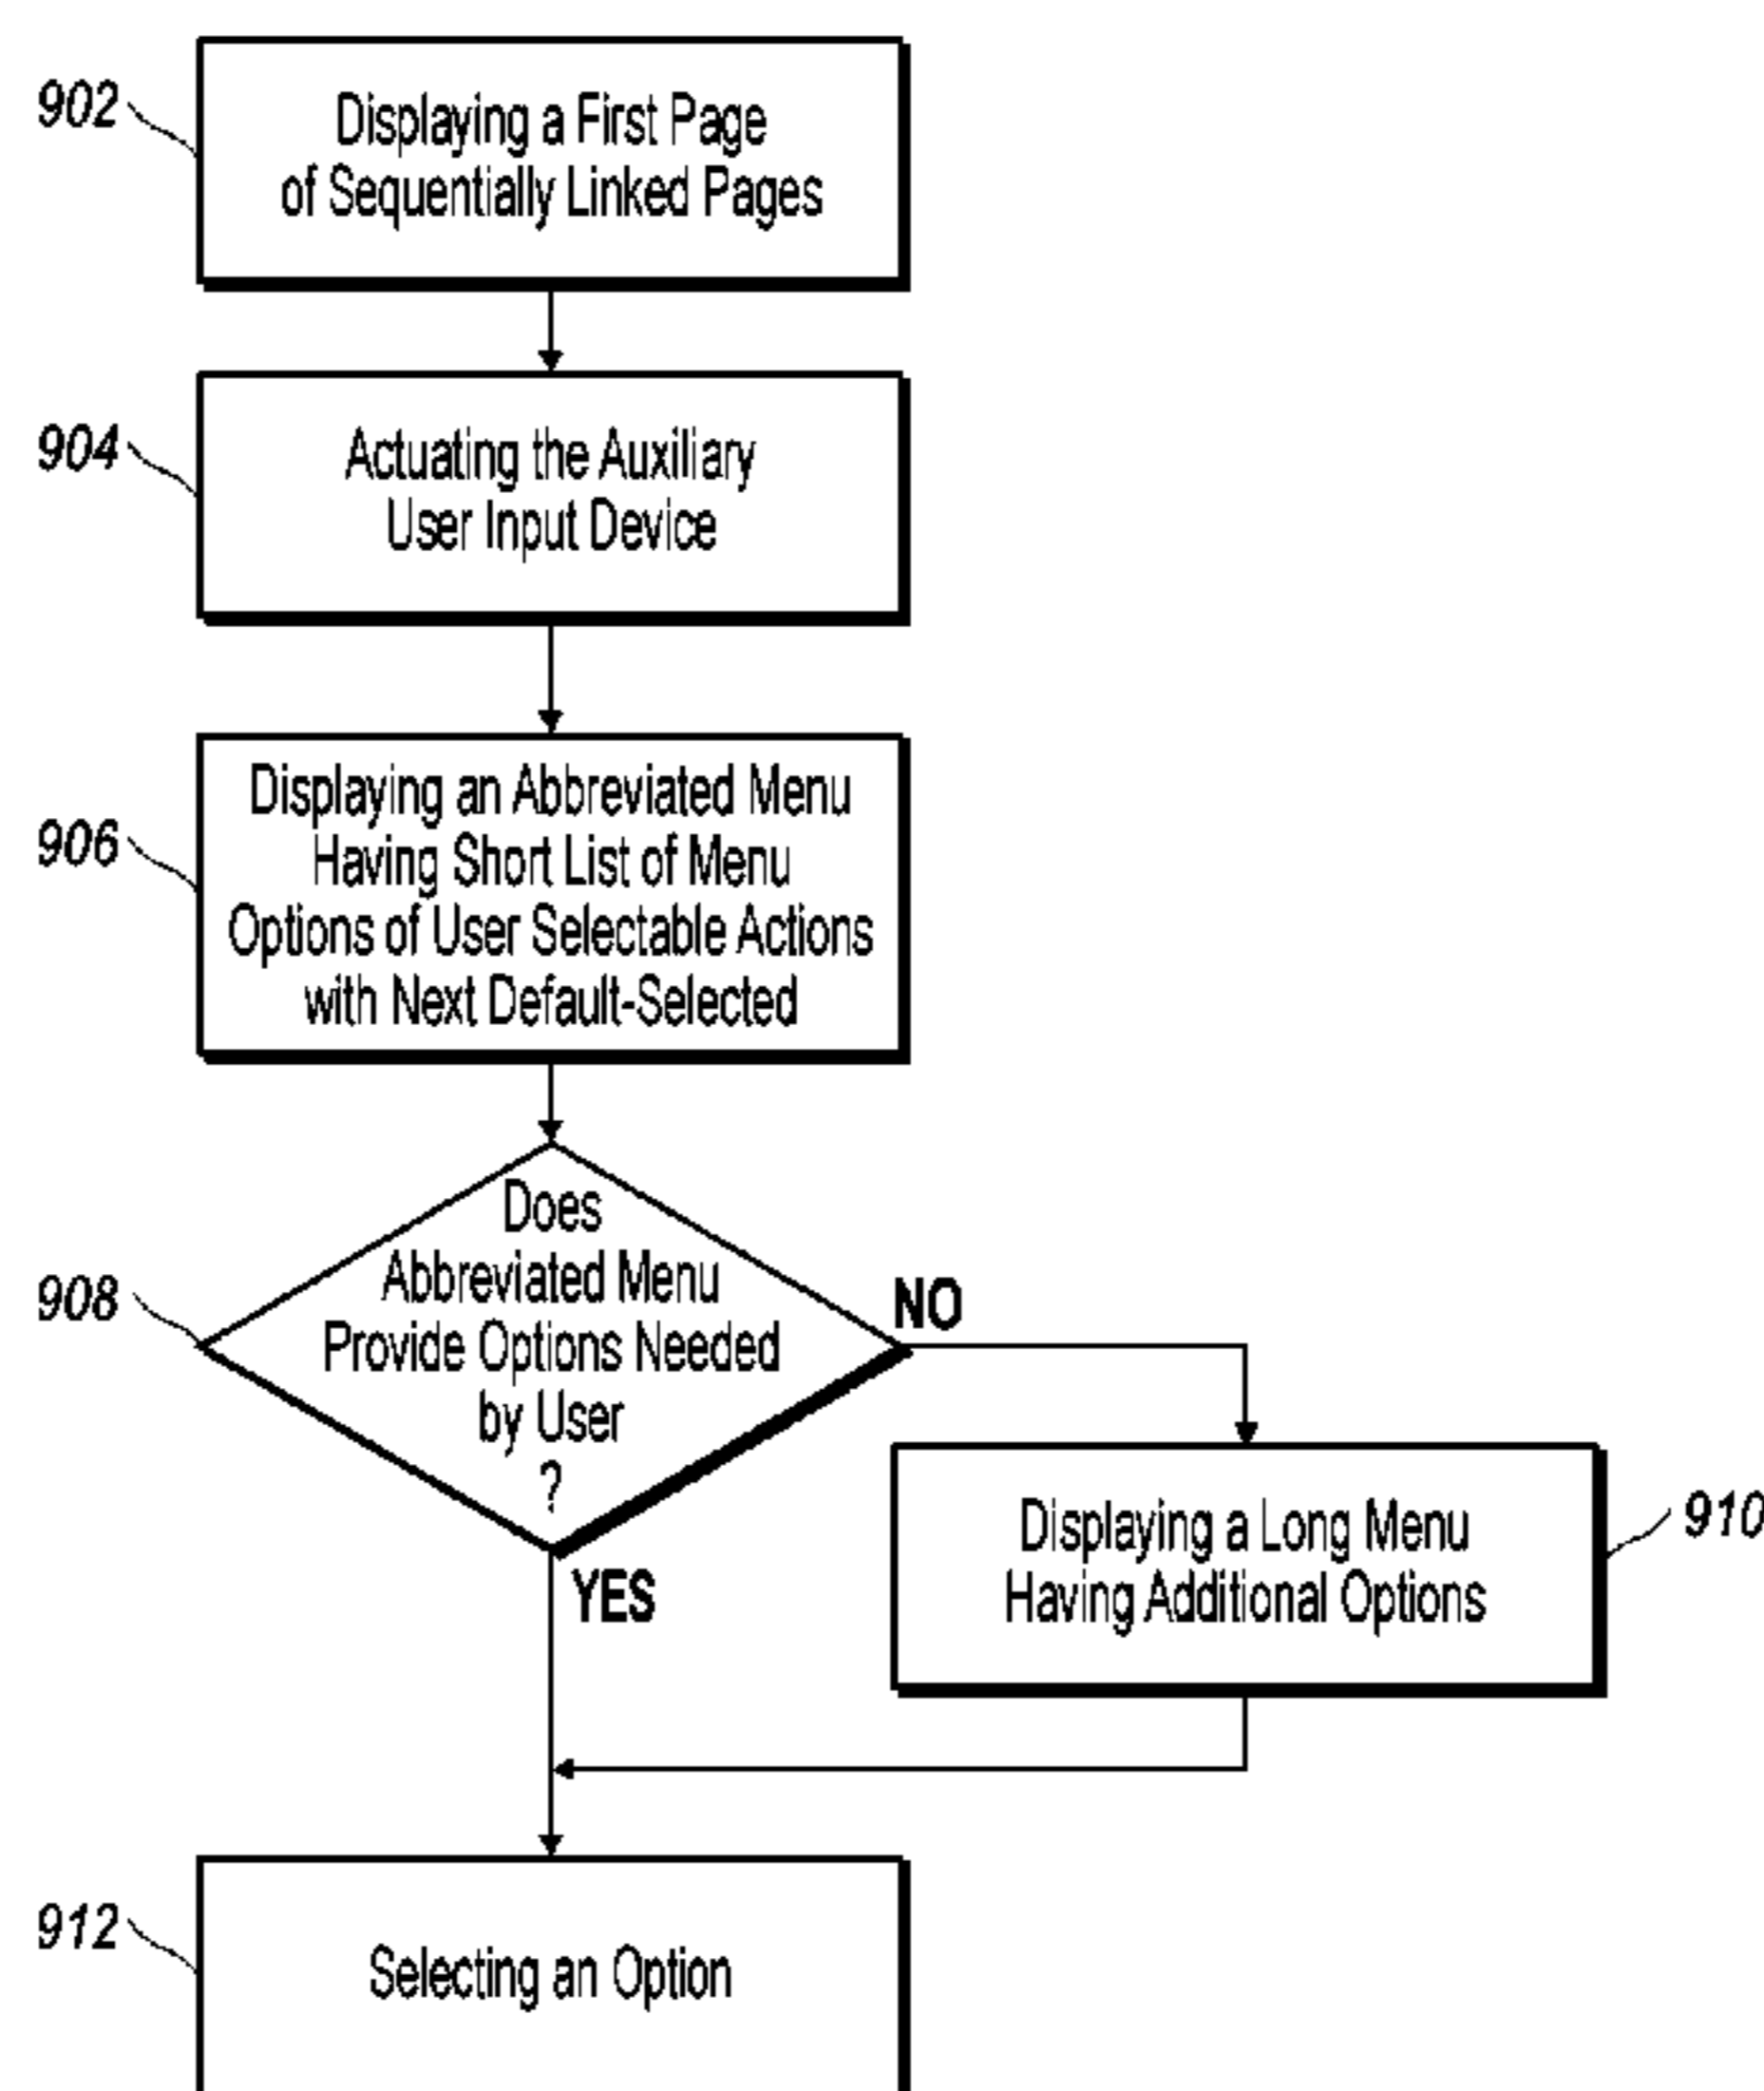 902
Displaying a First Page
of Sequentially Linked Pages
904
Actuating the Auxiliary
User Input Device
906
Displaying an Abbreviated Menu
Having Short List of Menu
Options of User Selectable Actions
with Next Default-Selected
908
Does
Abbreviated Menu
Provide Options Needed
by User
?
NO
YES
Displaying a Long Menu
Having Additional Options
910
912
Selecting an Option